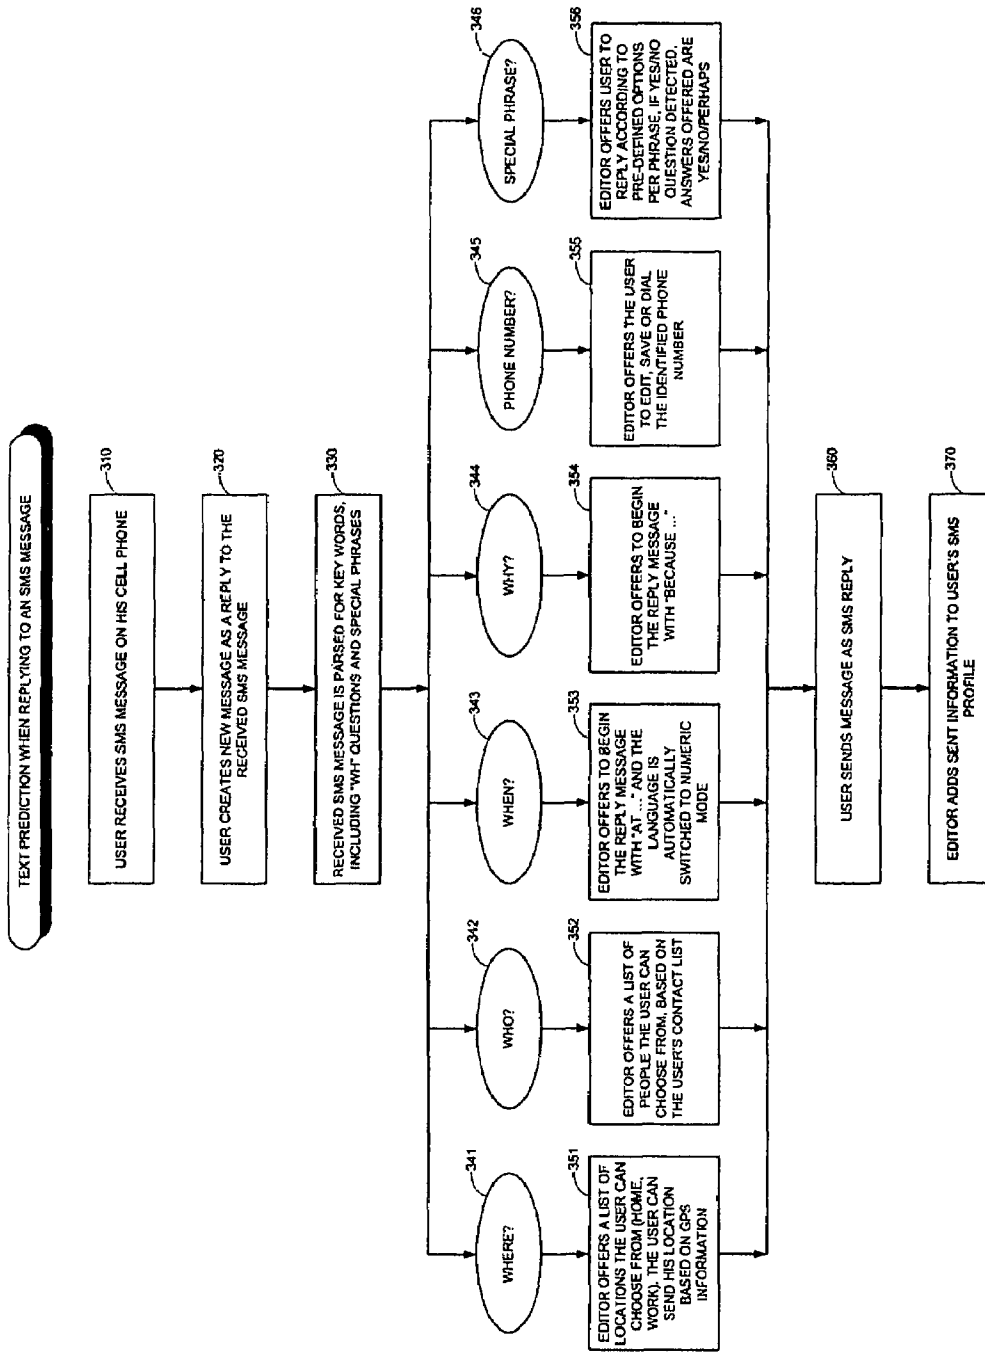 TEXT PREDICTION WHEN REPLYING TO AN SMS MESSAGE
310
USER RECEIVES SMS MESSAGE ON HIS CELL PHONE
320
USER CREATES NEW MESSAGE AS A REPLY TO THE
RECEIVED SMS MESSAGE
330
RECEIVED SMS MESSAGE IS PARSED FOR KEY WORDS,
INCLUDING "WH" QUESTIONS AND SPECIAL PHRASES
341
WHERE?
342
WHO?
343
WHEN?
344
WHY?
345
PHONE NUMBER?
346
SPECIAL PHRASE?
351
EDITOR OFFERS A LIST OF
LOCATIONS THE USER CAN
CHOOSE FROM (HOME,
WORK). THE USER CAN
SEND HIS LOCATION
BASED ON GPS
INFORMATION
352
EDITOR OFFERS A LIST OF
PEOPLE THE USER CAN
CHOOSE FROM, BASED ON
THE USER'S CONTACT LIST
353
EDITOR OFFERS TO BEGIN
THE REPLY MESSAGE
WITH "AT ..." AND THE
LANGUAGE IS
AUTOMATICALLY
SWITCHED TO NUMERIC
MODE
354
EDITOR OFFERS TO BEGIN
THE REPLY MESSAGE
WITH "BECAUSE ..."
355
EDITOR OFFERS THE USER
TO EDIT, SAVE OR DIAL
THE IDENTIFIED PHONE
NUMBER
356
EDITOR OFFERS USER TO
REPLY ACCORDING TO
PRE-DEFINED OPTIONS
PER PHRASE, IF YES/NO
QUESTION DETECTED,
ANSWERS OFFERED ARE
YES/NO/PERHAPS
360
USER SENDS MESSAGE AS SMS REPLY
370
EDITOR ADDS SENT INFORMATION TO USER'S SMS
PROFILE